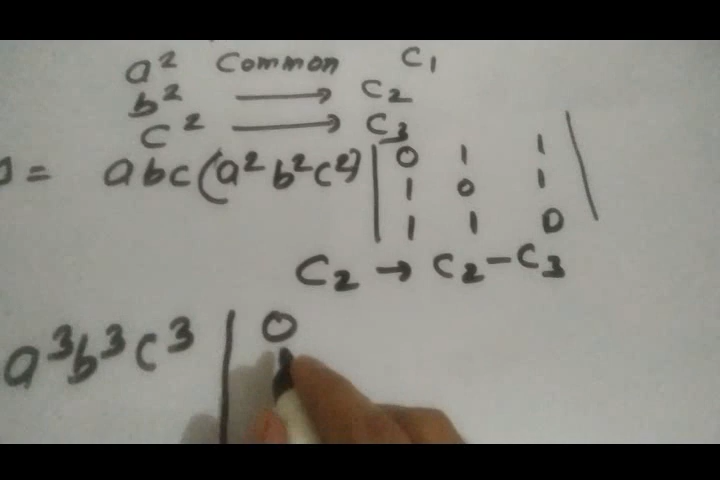 a² Common C₁
b² → C₂
c² → C₃
Δ = abc(a²b²c²) | 0 1 1 |
| 1 0 1 |
| 1 1 0 |
C₂ → C₂ - C₃
a³b³c³ | 0